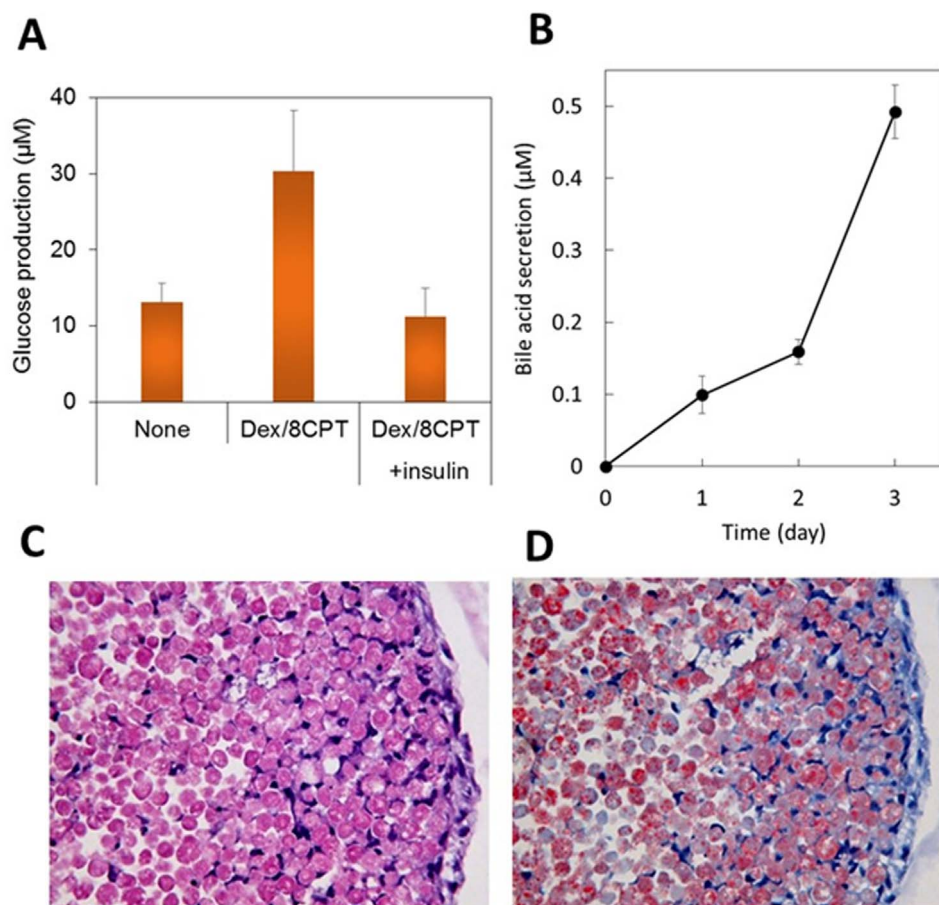 A
Glucose production (µM)
40
30
20
10
0
None
Dex/8CPT
Dex/8CPT
+insulin
B
Bile acid secretion (µM)
0.5
0.4
0.3
0.2
0.1
0
0 1 2 3
Time (day)
C
D